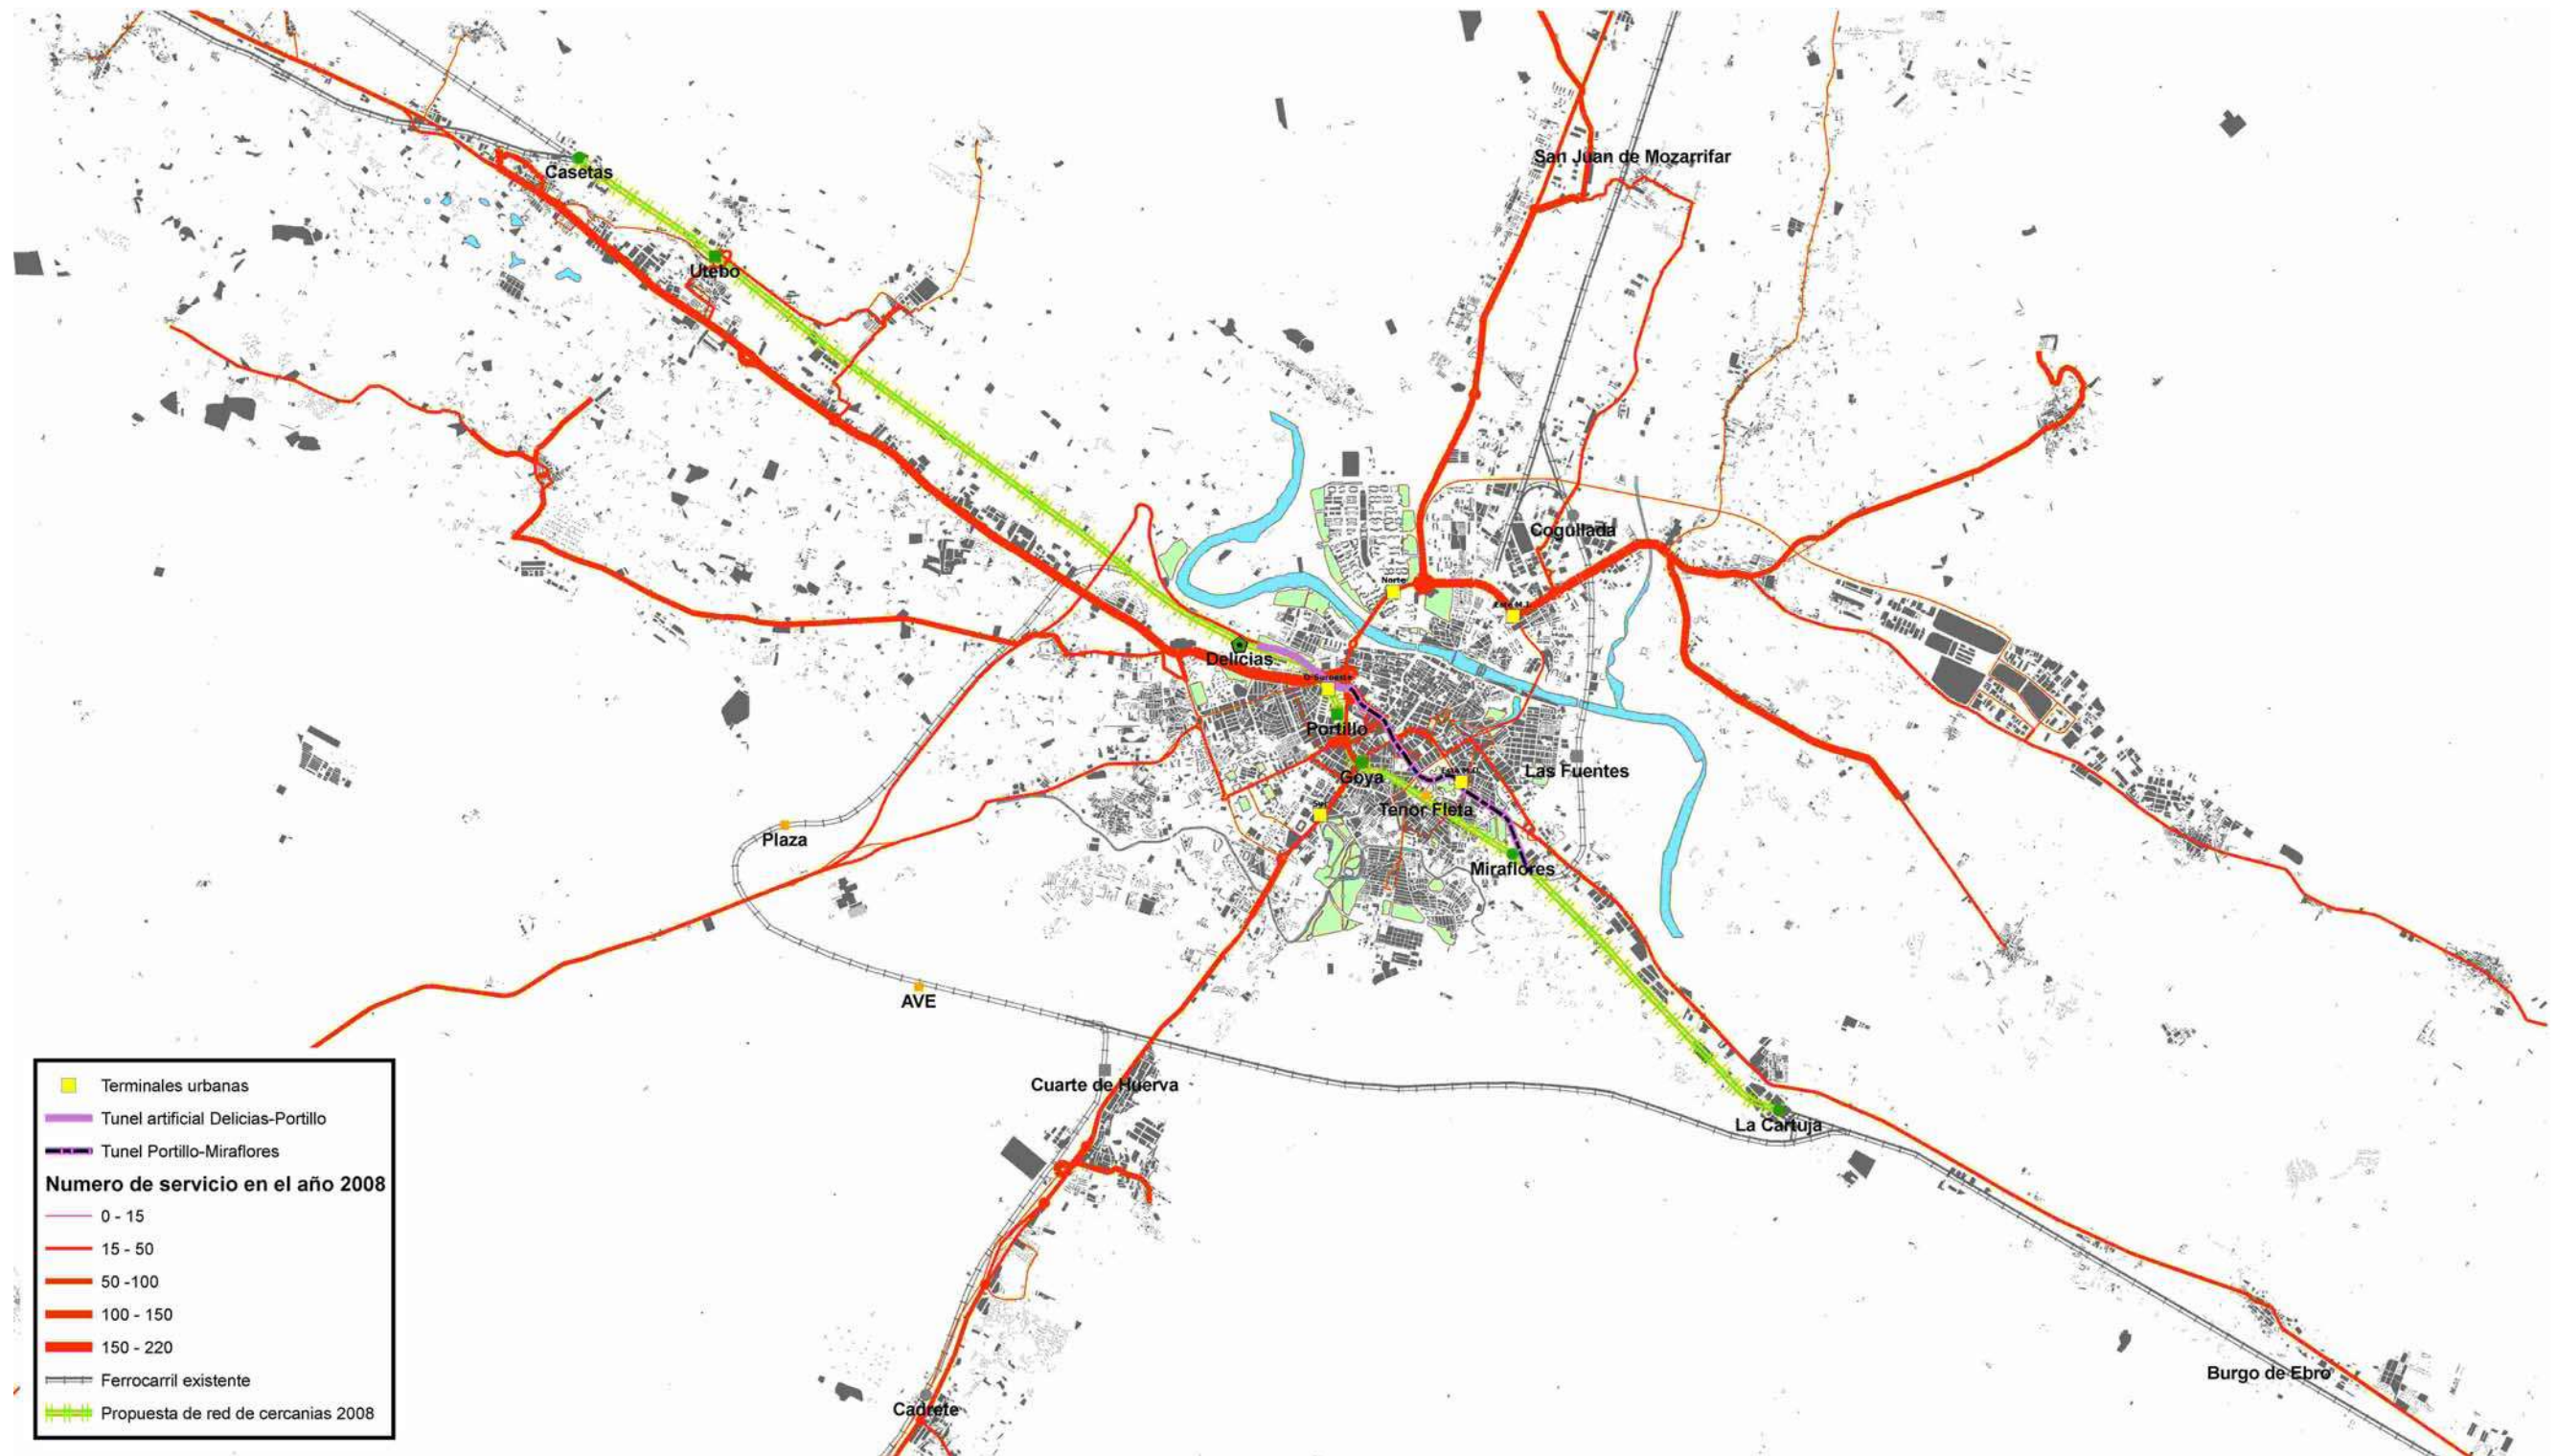 San Juan de Mozarrifar
Casetas
Utebo
Cogullada
Norte
Este M.I.
Delicias
Portillo
Goya
Las Fuentes
Tenor Fleta
Sur
Miraflores
Plaza
AVE
Cuarte de Huerva
La Cartuja
Burgo de Ebro
Cadrete
Terminales urbanas
Tunel artificial Delicias-Portillo
Tunel Portillo-Miraflores
Numero de servicio en el año 2008
0 - 15
15 - 50
50 -100
100 - 150
150 - 220
Ferrocarril existente
Propuesta de red de cercanias 2008